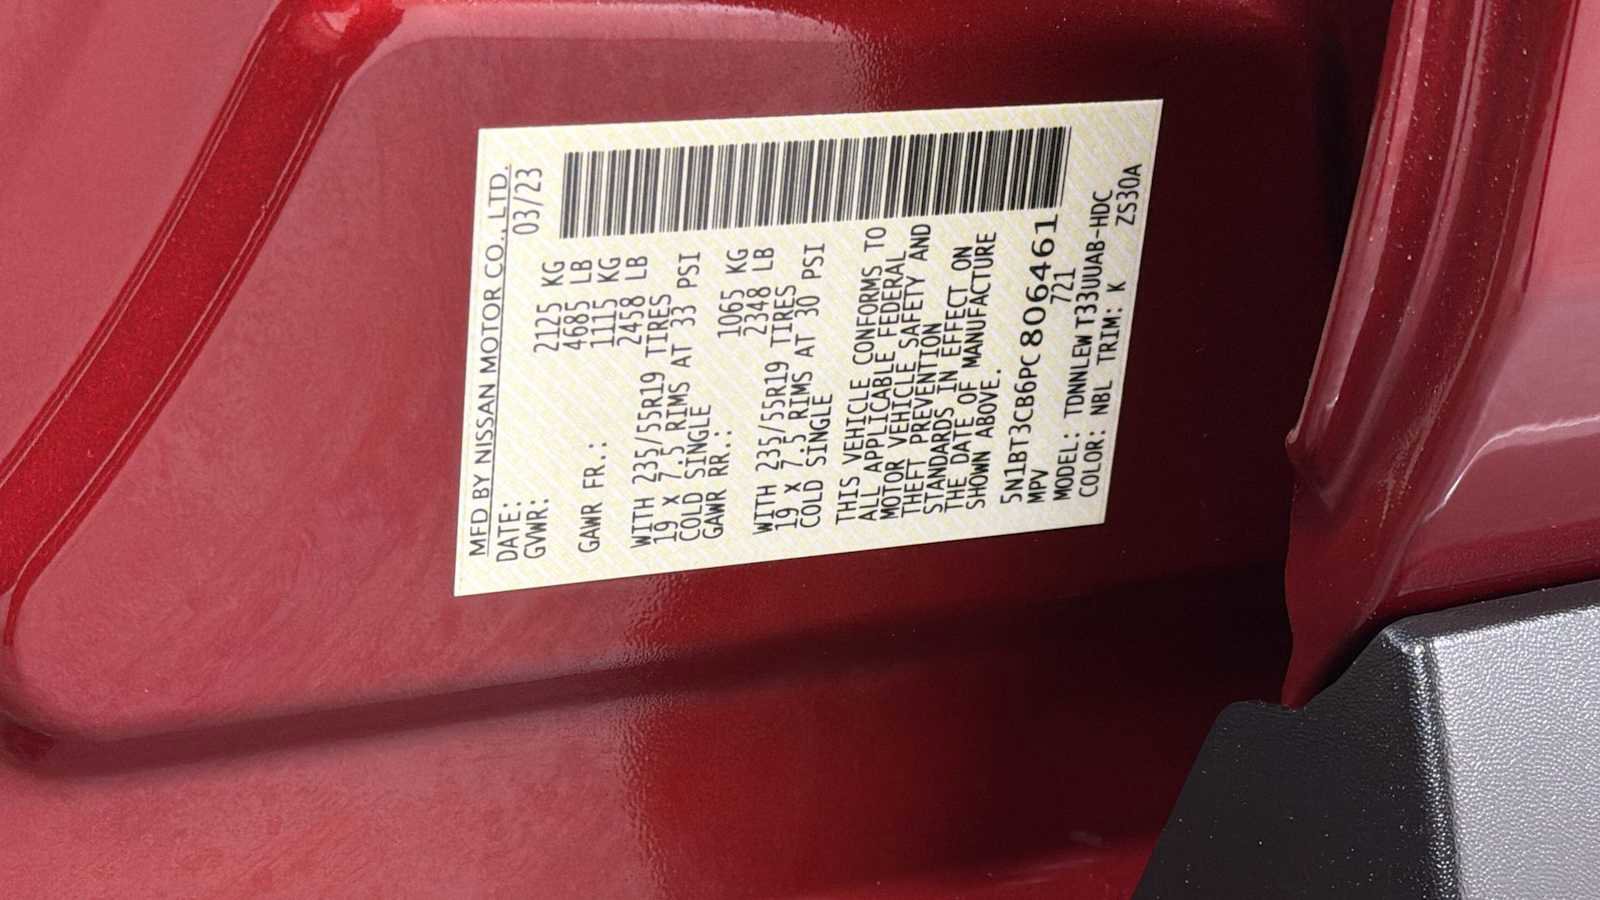 MFD BY NISSAN MOTOR CO., LTD.
DATE: 03/23
GVWR: 2125 KG
4685 LB
GAWR FR.: 1115 KG
2458 LB
WITH 235/55R19 TIRES
19 X 7.5 RIMS AT 33 PSI
COLD SINGLE
GAWR RR.: 1065 KG
2348 LB
WITH 235/55R19 TIRES
19 X 7.5 RIMS AT 30 PSI
COLD SINGLE
THIS VEHICLE CONFORMS TO
ALL APPLICABLE FEDERAL
MOTOR VEHICLE SAFETY AND
THEFT PREVENTION
STANDARDS IN EFFECT ON
THE DATE OF MANUFACTURE
SHOWN ABOVE.
5N1BT3CB6PC806461
MPV 721
MODEL: TDNNLEW T33UUAB-HDC
COLOR: NBL TRIM: K ZS30A